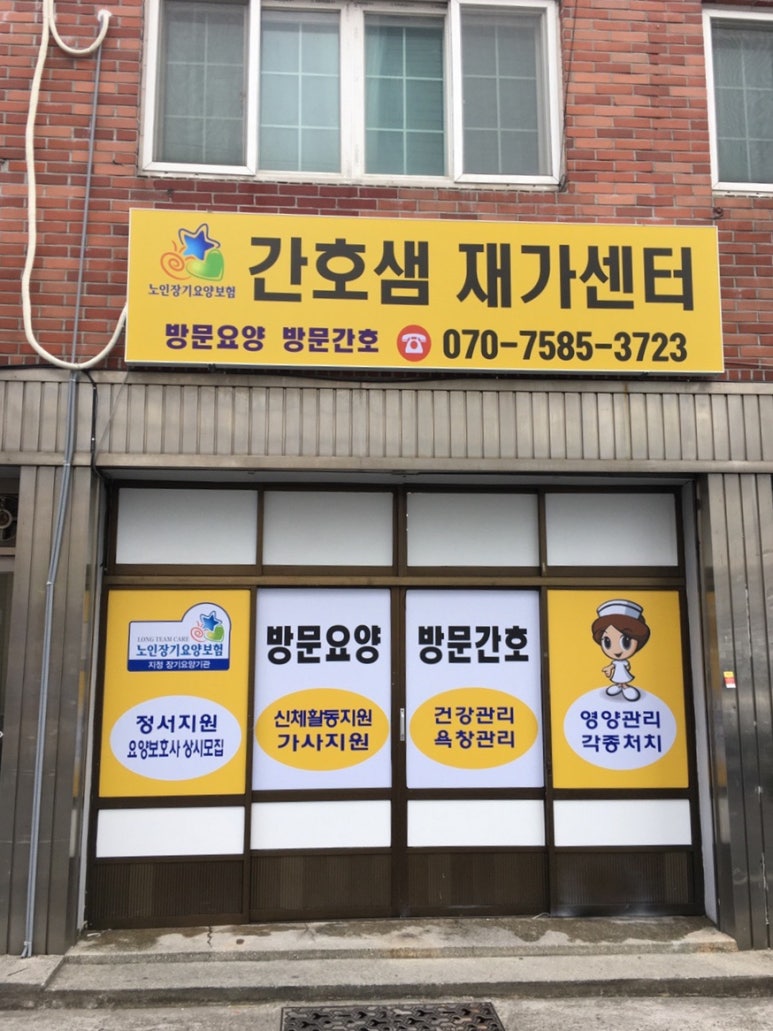 간호샘 재가센터
노인장기요양보험
방문요양 방문간호 070-7585-3723
LONG TEAM CARE
노인장기요양보험
지정 장기요양기관
정서지원
요양보호사 상시모집
방문요양
신체활동지원
가사지원
방문간호
건강관리
욕창관리
영양관리
각종처치